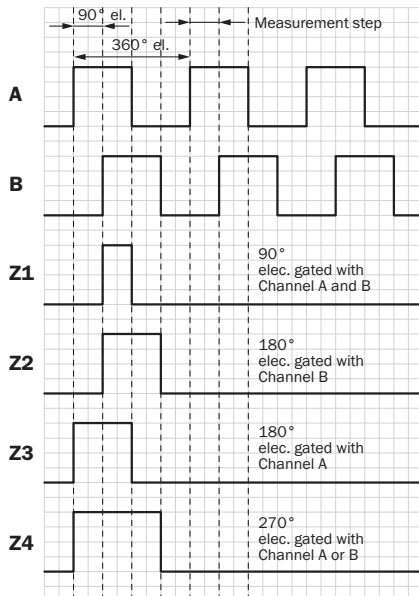 90° el.
Measurement step
360° el.
A
B
Z1
90°
elec. gated with
Channel A and B
Z2
180°
elec. gated with
Channel B
Z3
180°
elec. gated with
Channel A
Z4
270°
elec. gated with
Channel A or B